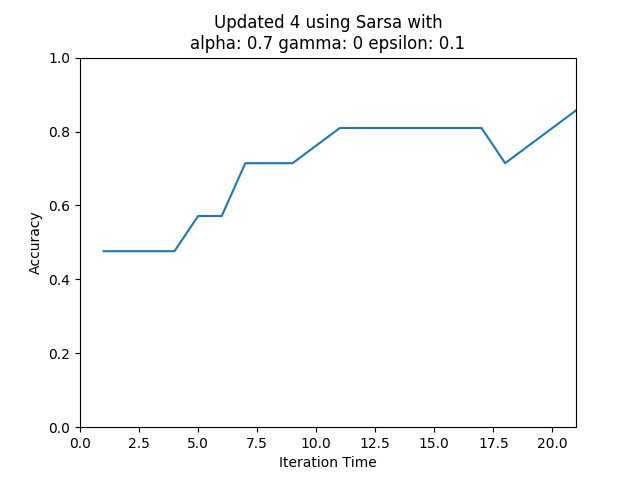 Updated 4 using Sarsa with
alpha: 0.7 gamma: 0 epsilon: 0.1
1.0
0.8
0.6
0.4
0.2
0.0
Accuracy
0.0 2.5 5.0 7.5 10.0 12.5 15.0 17.5 20.0
Iteration Time